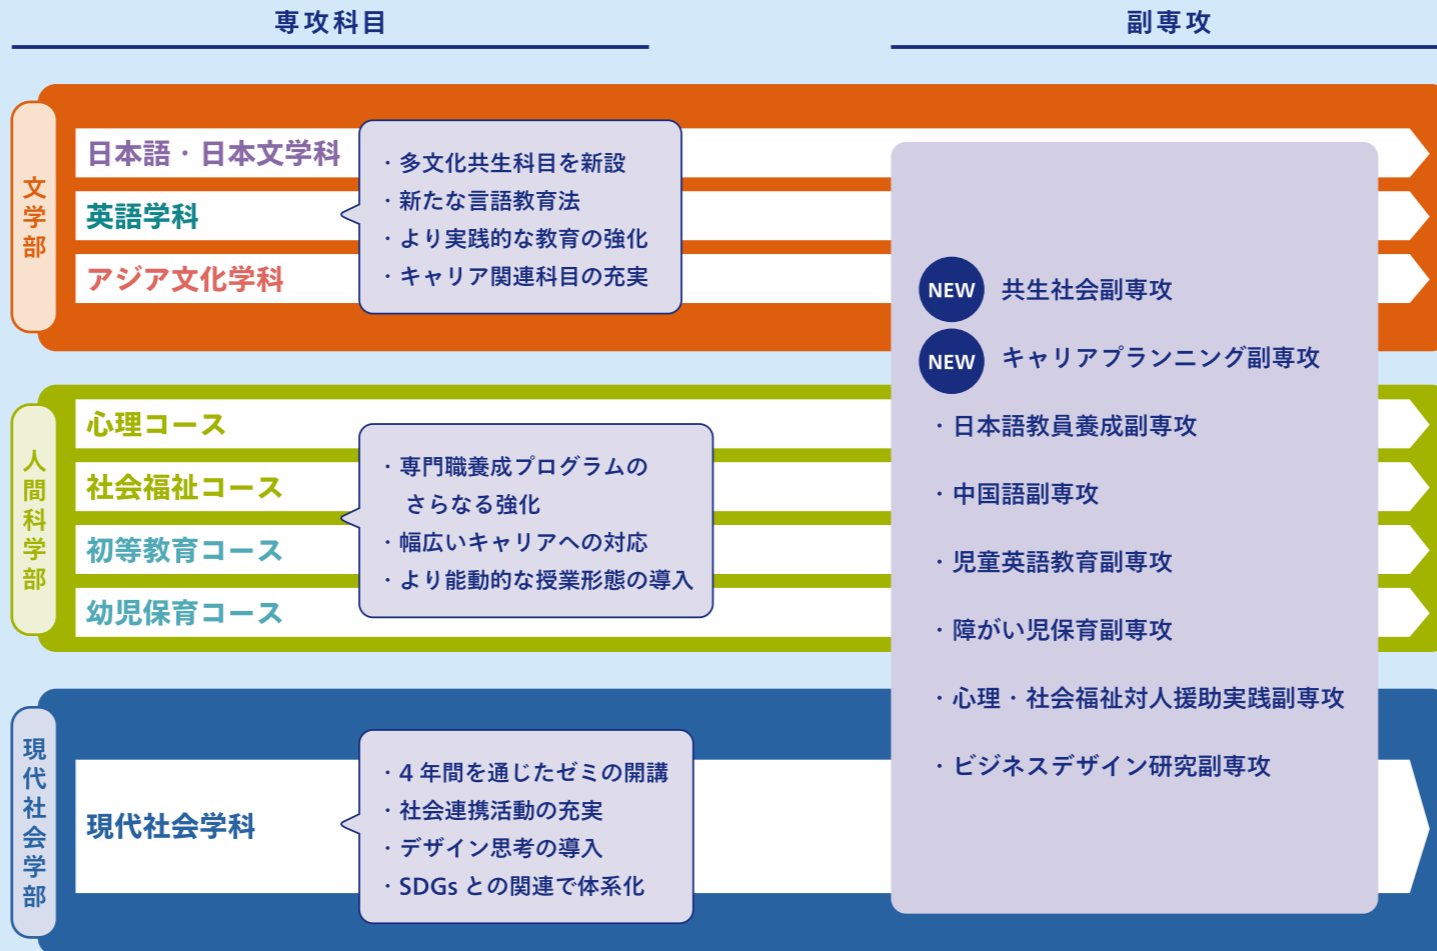 専攻科目
副専攻
文学部
日本語・日本文学科
英語学科
アジア文化学科
・多文化共生科目を新設
・新たな言語教育法
・より実践的な教育の強化
・キャリア関連科目の充実
人間科学部
心理コース
社会福祉コース
初等教育コース
幼児保育コース
・専門職養成プログラムの
さらなる強化
・幅広いキャリアへの対応
・より能動的な授業形態の導入
現代社会学部
現代社会学科
・4年間を通じたゼミの開講
・社会連携活動の充実
・デザイン思考の導入
・SDGsとの関連で体系化
NEW 共生社会副専攻
NEW キャリアプランニング副専攻
・日本語教員養成副専攻
・中国語副専攻
・児童英語教育副専攻
・障がい児保育副専攻
・心理・社会福祉対人援助実践副専攻
・ビジネスデザイン研究副専攻